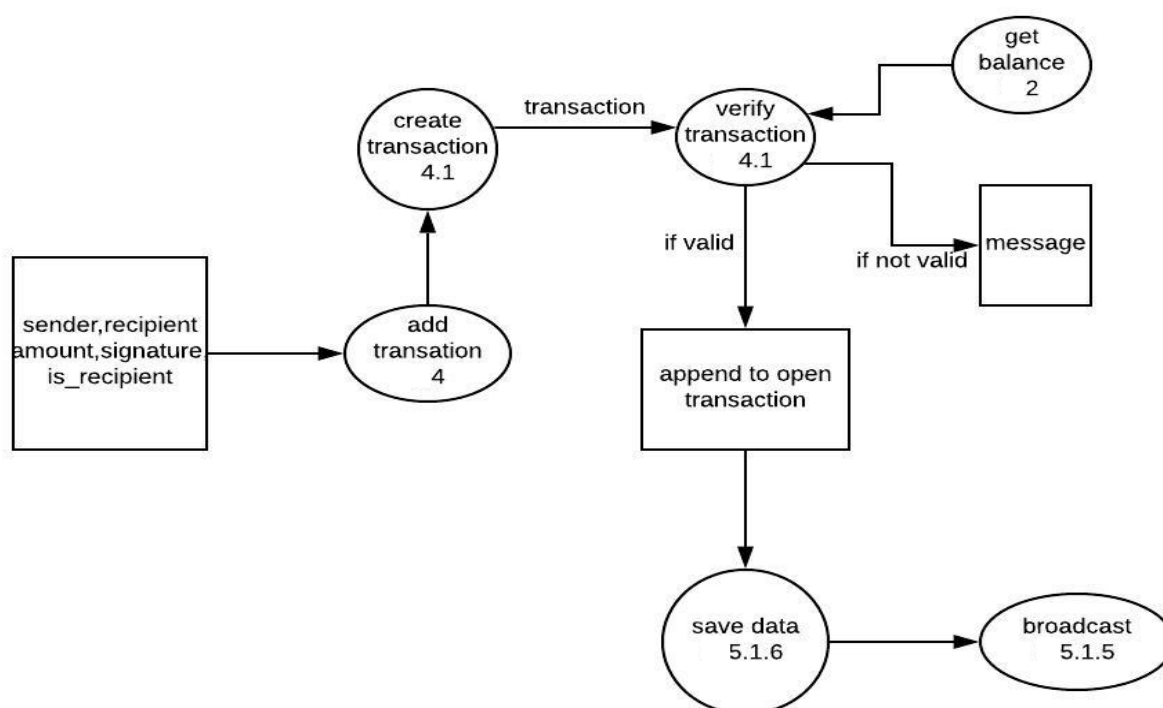 get
balance
2
create
transaction
4.1
transaction
verify
transaction
4.1
if valid
if not valid
message
sender,recipient
amount,signature,
is_recipient
add
transation
4
append to open
transaction
save data
5.1.6
broadcast
5.1.5